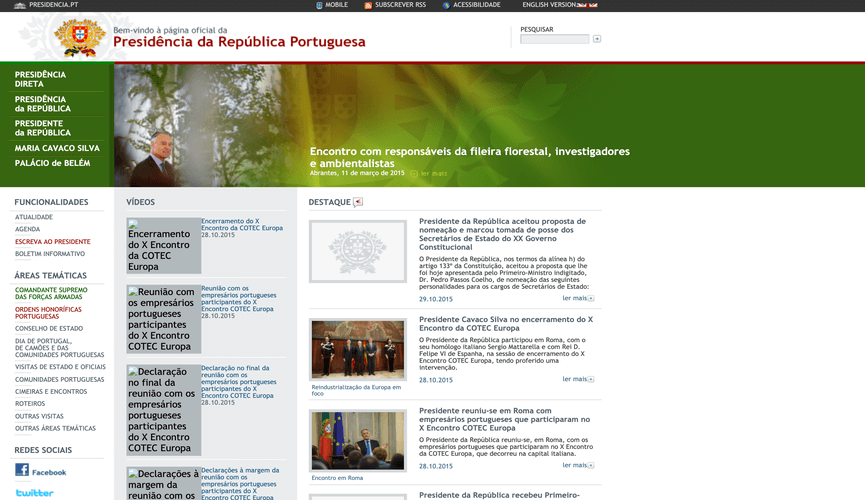 PRESIDENCIA.PT
MOBILE
SUBSCREVER RSS
ACESSIBILIDADE
ENGLISH VERSION
Bem-vindo à página oficial da
Presidência da República Portuguesa
PESQUISAR
PRESIDÊNCIA
DIRETA
PRESIDÊNCIA
da REPÚBLICA
PRESIDENTE
da REPÚBLICA
MARIA CAVACO SILVA
PALÁCIO de BELÉM
Encontro com responsáveis da fileira florestal, investigadores
e ambientalistas
Abrantes, 11 de março de 2015
ler mais
FUNCIONALIDADES
ATUALIDADE
AGENDA
ESCREVA AO PRESIDENTE
BOLETIM INFORMATIVO
ÁREAS TEMÁTICAS
COMANDANTE SUPREMO
DAS FORÇAS ARMADAS
ORDENS HONORÍFICAS
PORTUGUESAS
CONSELHO DE ESTADO
DIA DE PORTUGAL,
DE CAMÕES E DAS
COMUNIDADES PORTUGUESAS
VISITAS DE ESTADO E OFICIAIS
COMUNIDADES PORTUGUESAS
CIMEIRAS E ENCONTROS
ROTEIROS
OUTRAS VISITAS
OUTRAS ÁREAS TEMÁTICAS
REDES SOCIAIS
Facebook
twitter
VÍDEOS
Encerramento
do X Encontro
da COTEC
Europa
Encerramento do X
Encontro da COTEC Europa
28.10.2015
Reunião com
os empresários
portugueses
participantes
do X Encontro
COTEC Europa
Reunião com os
empresários portugueses
participantes do X
Encontro COTEC Europa
28.10.2015
Declaração no
final da
reunião com os
empresários
portugueses
participantes
do X Encontro
COTEC Europa
Declaração no final da
reunião com os
empresários portugueses
participantes do X
Encontro COTEC Europa
28.10.2015
Declarações à
margem da
reunião com os
Declarações à margem da
reunião com os
empresários portugueses
participantes do X
Encontro COTEC Europa
DESTAQUE
Presidente da República aceitou proposta de
nomeação e marcou tomada de posse dos
Secretários de Estado do XX Governo
Constitucional
O Presidente da República, nos termos da alínea h) do
artigo 133º da Constituição, aceitou a proposta que lhe
foi hoje apresentada pelo Primeiro-Ministro indigitado,
Dr. Pedro Passos Coelho, de nomeação das seguintes
personalidades para os cargos de Secretários de Estado:
29.10.2015
ler mais
Reindustrialização da Europa em
foco
Presidente Cavaco Silva no encerramento do X
Encontro da COTEC Europa
O Presidente da República participou em Roma, com o
seu homólogo italiano Sergio Mattarella e com Rei D.
Felipe VI de Espanha, na sessão de encerramento do X
Encontro COTEC Europa, tendo proferido uma
intervenção.
28.10.2015
ler mais
Encontro em Roma
Presidente reuniu-se em Roma com
empresários portugueses que participaram no
X Encontro COTEC Europa
O Presidente da República reuniu-se, em Roma, com os
empresários portugueses que participaram no X Encontro
da COTEC Europa, que decorreu na capital italiana.
28.10.2015
ler mais
Presidente da República recebeu Primeiro-